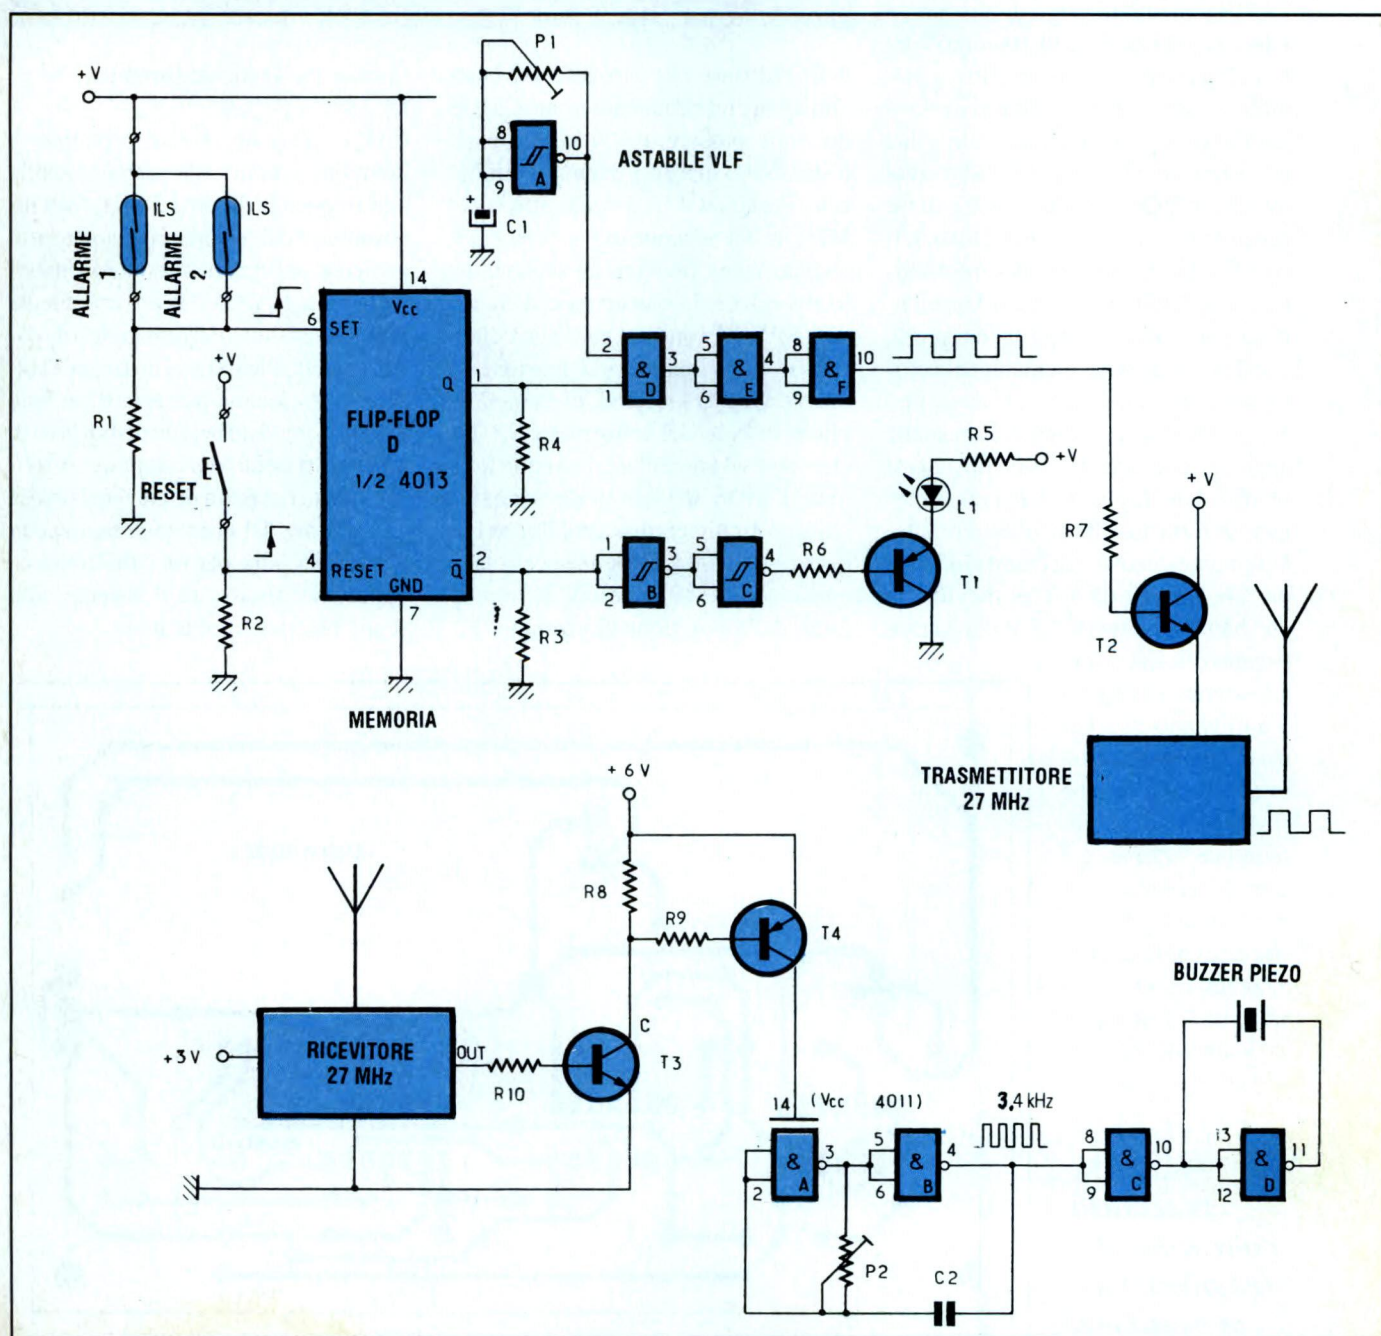 P1
+V
8
9
A
10
ASTABILE VLF
+
C1
ALLARME
ILS
ALLARME
2.
ILS
14
Vcc
6
SET
+V
Q
1
2
1
&
D
3
5
6
&
E
4
8
9
&
F
10
R1
FLIP-FLOP
D
1/2 4013
R4
R5
+V
L1
+V
RESET
R7
4
RESET
GND
7
Q
2
1
2
B
3
5
6
C
4
R6
T1
T2
R2
R3
MEMORIA
TRASMETTITORE
27 MHz
+ 6 V
R8
R9
T4
BUZZER PIEZO
+3 V
RICEVITORE
27 MHz
OUT
R10
C
T3
14
(Vcc 4011)
3,4 kHz
2
&
A
3
5
6
&
B
4
8
9
&
C
10
13
12
&
D
11
P2
C2